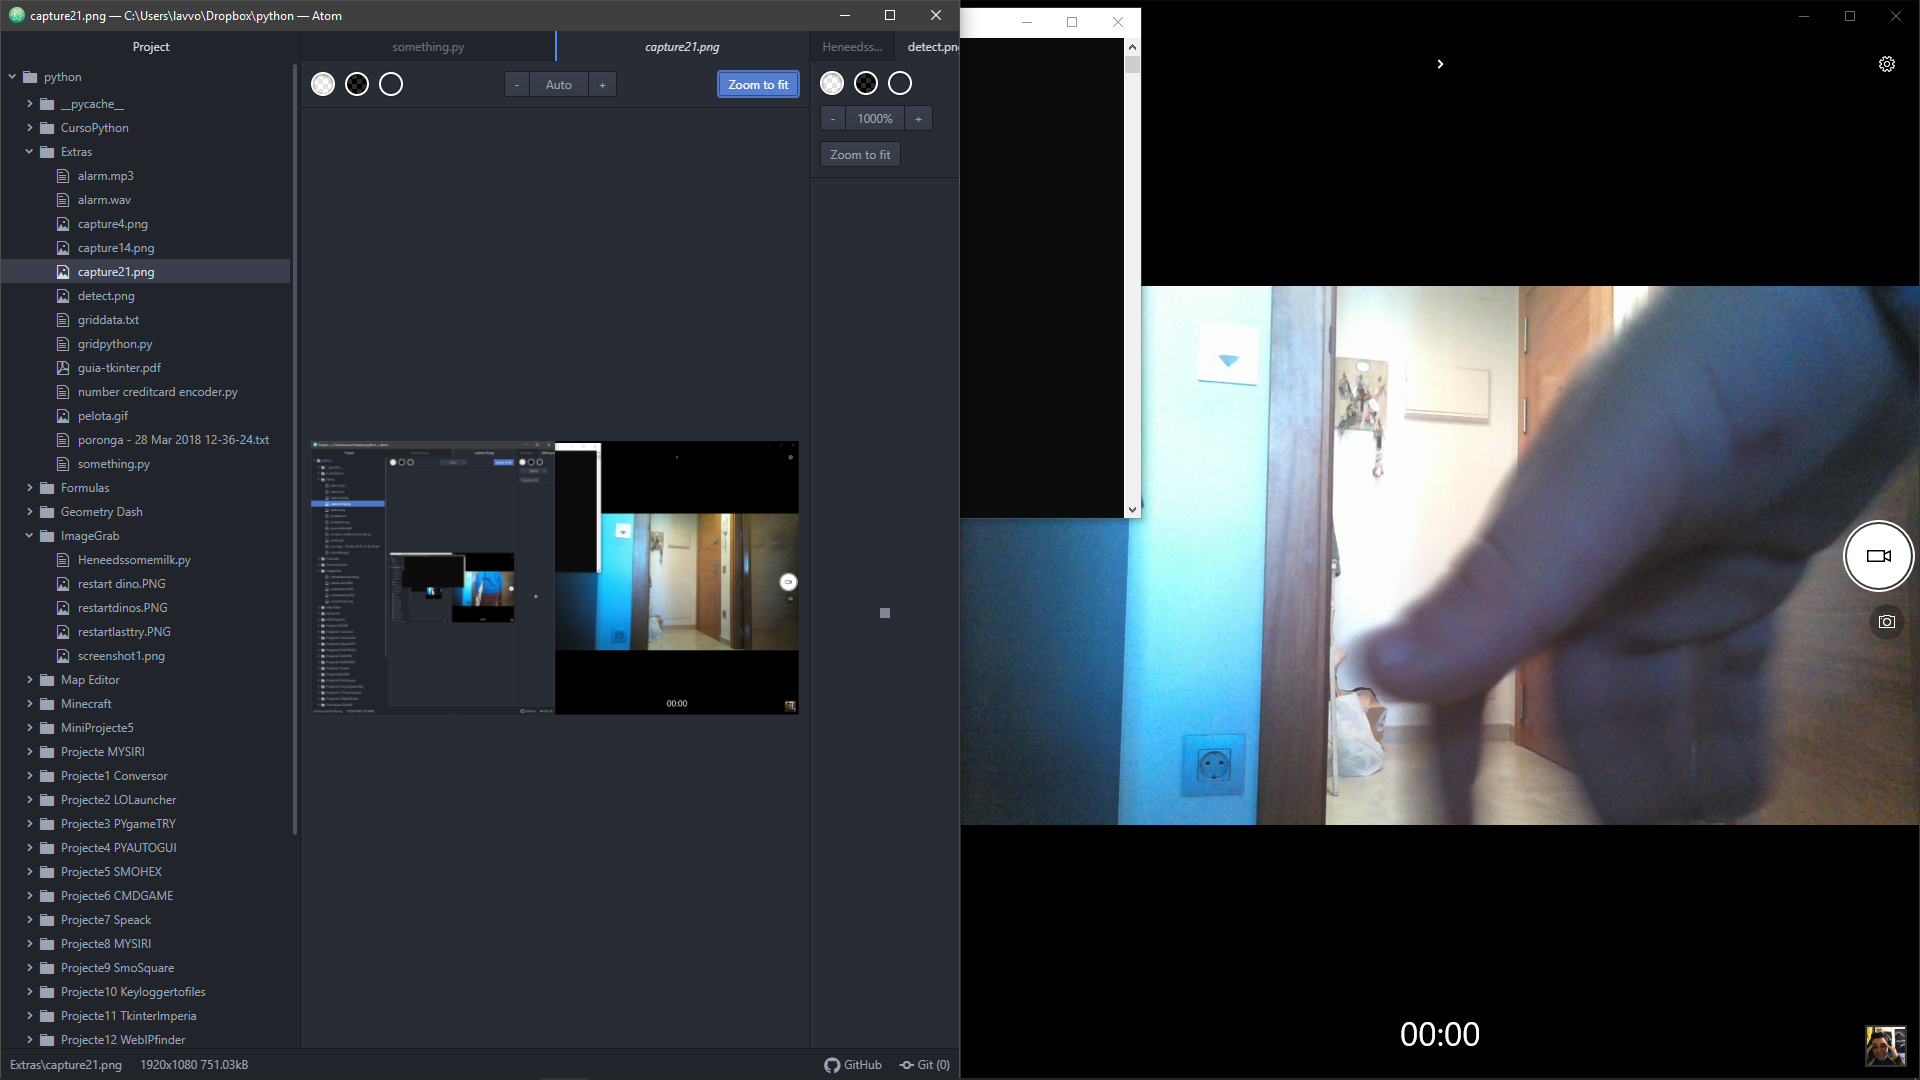 capture21.png — C:\Users\lavvo\Dropbox\python — Atom
Project
something.py
capture21.png
Heneedss...
detect.pn
- Auto +
Zoom to fit
- 1000% +
Zoom to fit
python
__pycache__
CursoPython
Extras
alarm.mp3
alarm.wav
capture4.png
capture14.png
capture21.png
detect.png
griddata.txt
gridpython.py
guia-tkinter.pdf
number creditcard encoder.py
pelota.gif
poronga - 28 Mar 2018 12-36-24.txt
something.py
Formulas
Geometry Dash
ImageGrab
Heneedssomemilk.py
restart dino.PNG
restartdinos.PNG
restartlasttry.PNG
screenshot1.png
Map Editor
Minecraft
MiniProjecte5
Projecte MYSIRI
Projecte1 Conversor
Projecte2 LOLauncher
Projecte3 PYgameTRY
Projecte4 PYAUTOGUI
Projecte5 SMOHEX
Projecte6 CMDGAME
Projecte7 Speack
Projecte8 MYSIRI
Projecte9 SmoSquare
Projecte10 Keyloggertofiles
Projecte11 TkinterImperia
Projecte12 WebIPfinder
00:00
00:00
Extras\capture21.png 1920x1080 751.03kB
GitHub
Git (0)